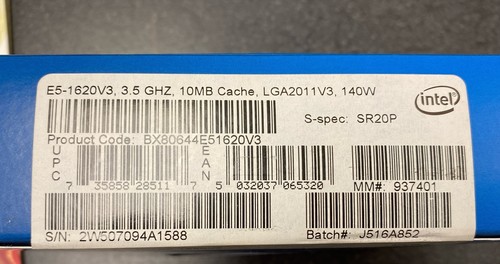 E5-1620V3, 3.5 GHZ, 10MB Cache, LGA2011V3, 140W
intel
S-spec: SR20P
Product Code: BX80644E51620V3
UPC
7 35858 28511 7
EAN
5 032037 065320
MM#: 937401
S/N: 2W507094A1588
Batch#: J516A852